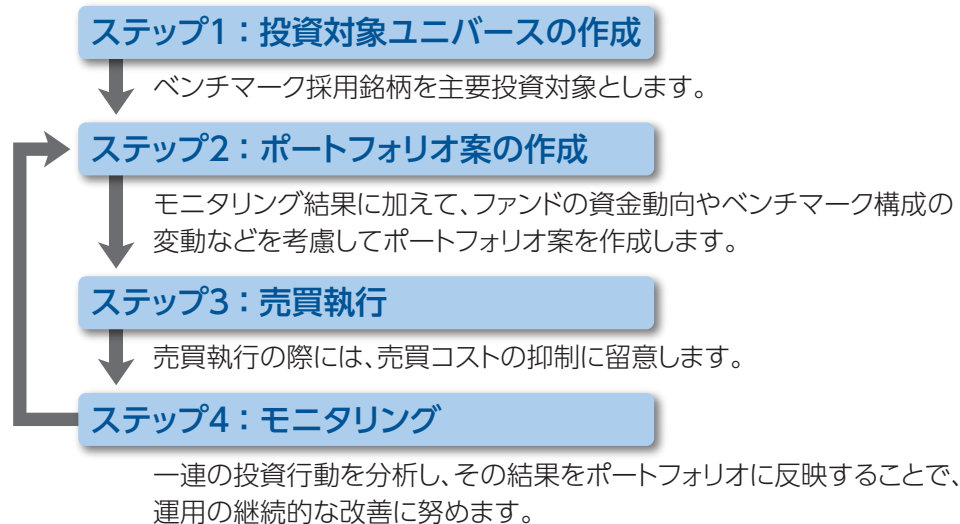 ステップ1：投資対象ユニバースの作成
ベンチマーク採用銘柄を主要投資対象とします。
ステップ2：ポートフォリオ案の作成
モニタリング結果に加えて、ファンドの資金動向やベンチマーク構成の
変動などを考慮してポートフォリオ案を作成します。
ステップ3：売買執行
売買執行の際には、売買コストの抑制に留意します。
ステップ4：モニタリング
一連の投資行動を分析し、その結果をポートフォリオに反映することで、
運用の継続的な改善に努めます。